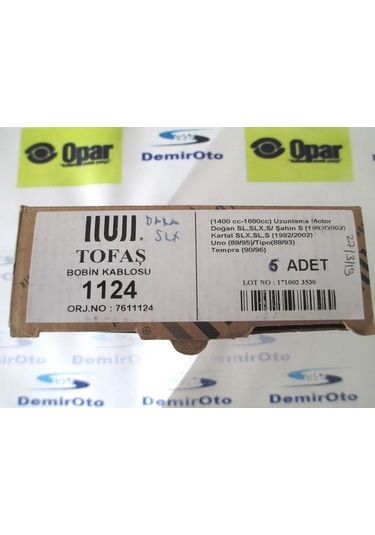 Opar
Opar
DemirOto
TOFAŞ
BOBİN KABLOSU
1124
ORJ.NO : 7611124
SLX
(1400 cc-1600cc) Uzunlama Motor
Doğan SL,SLX,S/ Şahin S (1992/2002)
Kartal SLX,SL,S (1992/2002)
Uno (89/95)/Tipo(88/93)
Tempra (90/96)
ADET
LOT NO : 171002 3530
DemirOto
DemirOto
DemirOto